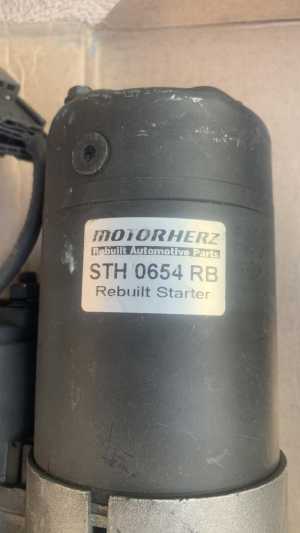 MOTORHERZ
Rebuilt Automotive Parts
STH 0654 RB
Rebuilt Starter